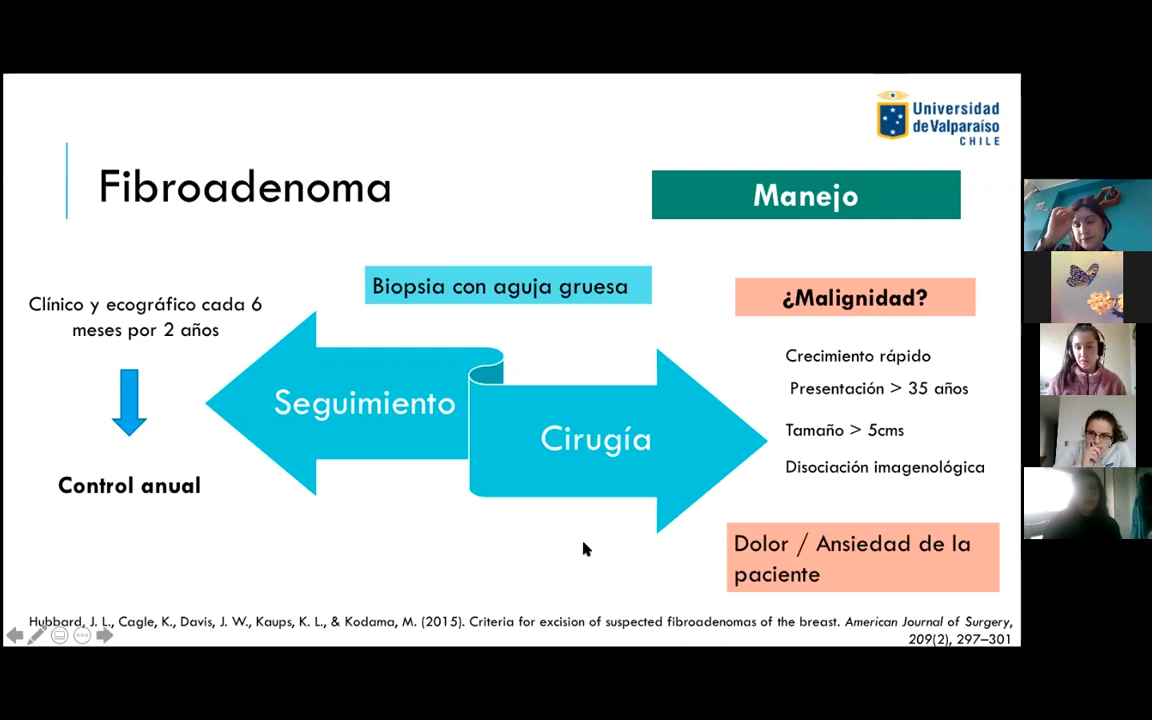 Universidad
de Valparaíso
CHILE
Fibroadenoma
Manejo
Biopsia con aguja gruesa
¿Malignidad?
Clínico y ecográfico cada 6
meses por 2 años
Seguimiento
Cirugía
Crecimiento rápido
Presentación > 35 años
Tamaño > 5cms
Disociación imagenológica
Control anual
Dolor / Ansiedad de la
paciente
Hubbard, J. L., Cagle, K., Davis, J. W., Kaups, K. L., & Kodama, M. (2015). Criteria for excision of suspected fibroadenomas of the breast. American Journal of Surgery,
209(2), 297–301